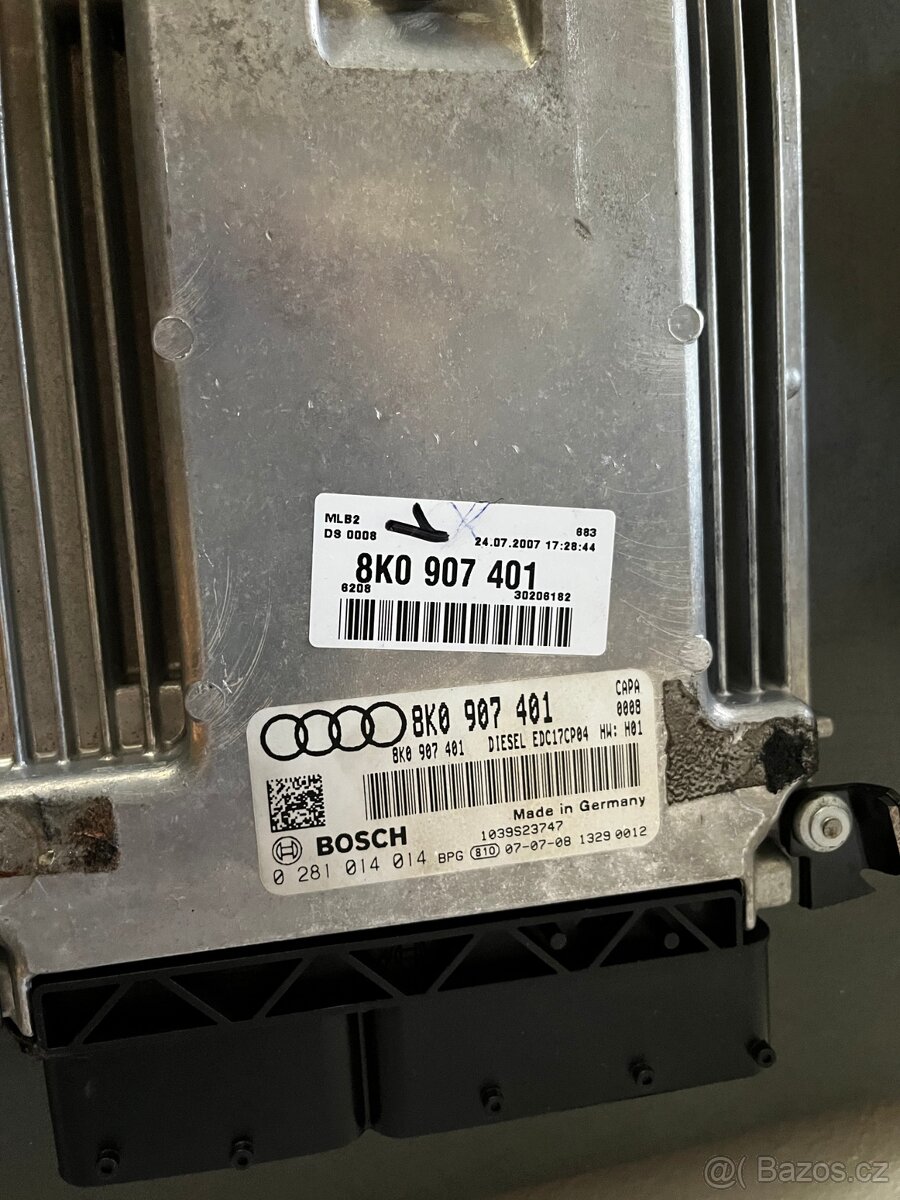 MLB2
683
DS 0008
24.07.2007 17:28:44
8K0 907 401
6208
30206182
8K0 907 401
CAPA
0008
8K0 907 401 DIESEL EDC17CP04 HW: H01
Made in Germany
BOSCH
1039S23747
0 281 014 014 BPG 810 07-07-08 1329 0012
@( Bazos.cz